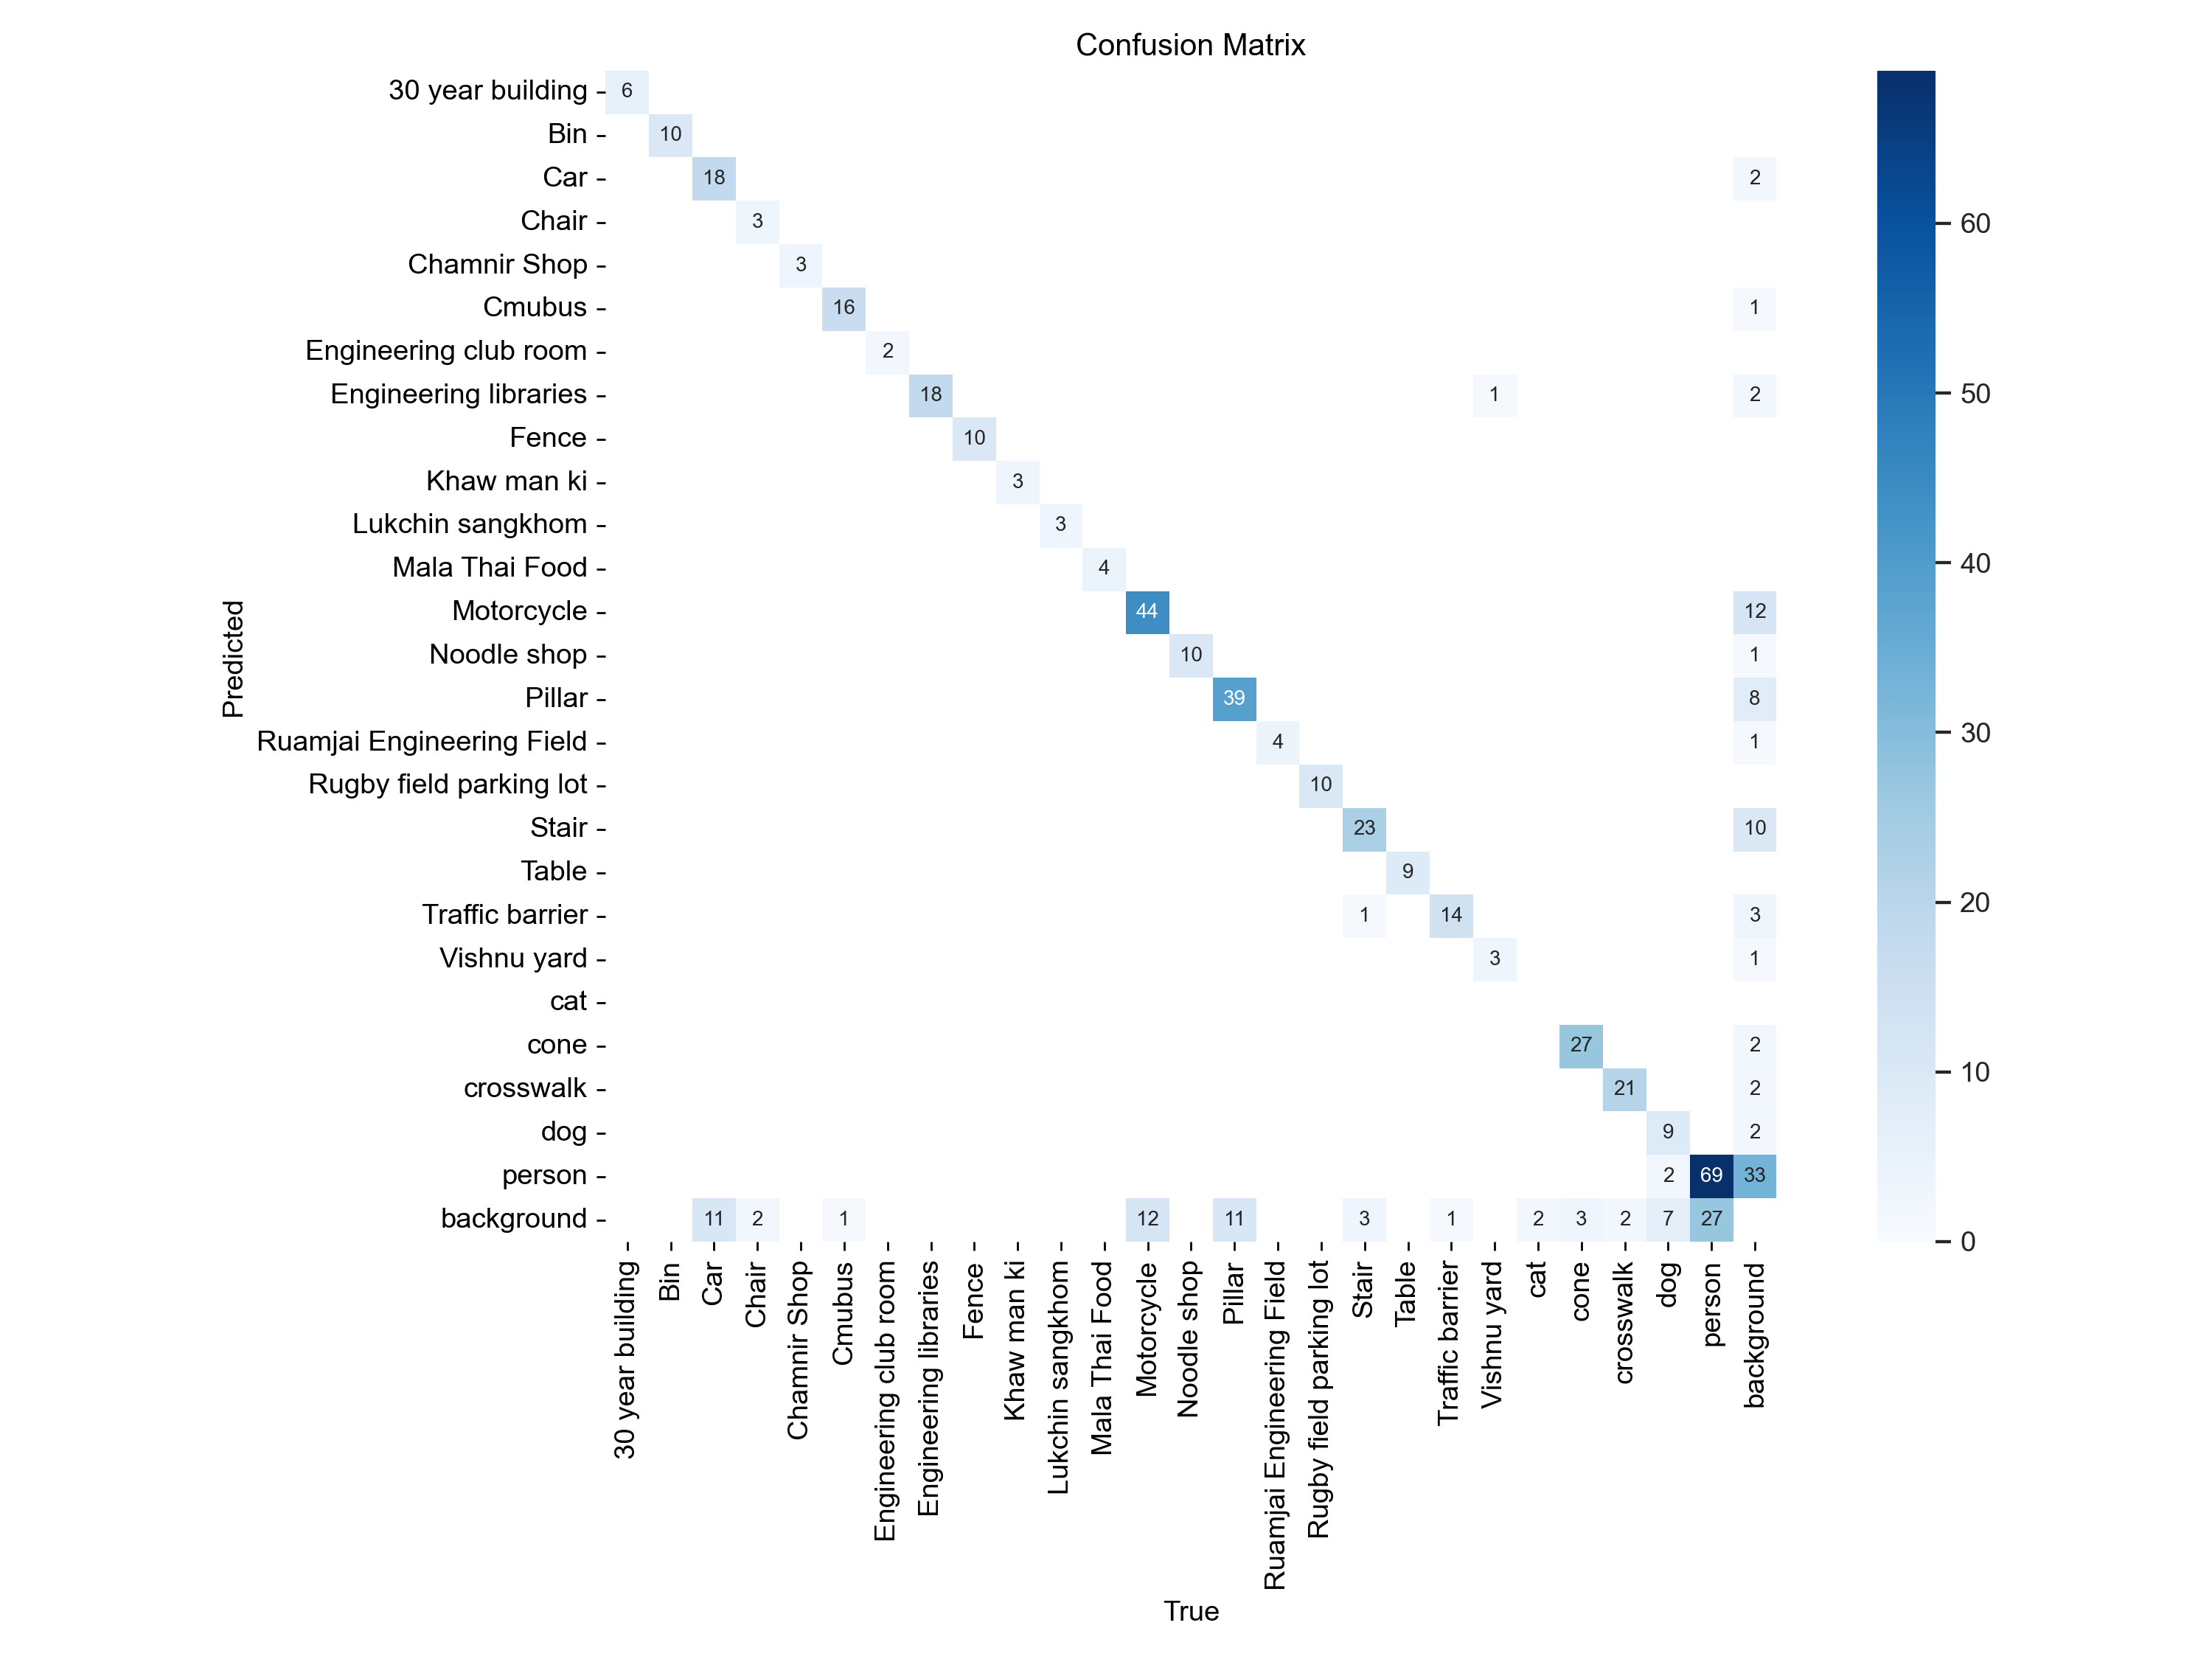 Confusion Matrix
30 year building 6
Bin 10
Car 18 2
Chair 3
Chamnir Shop 3
Cmubus 16 1
Engineering club room 2
Engineering libraries 18 1 2
Fence 10
Khaw man ki 3
Lukchin sangkhom 3
Mala Thai Food 4
Motorcycle 44 12
Noodle shop 10 1
Pillar 39 8
Ruamjai Engineering Field 4 1
Rugby field parking lot 10
Stair 23 10
Table 9
Traffic barrier 1 14 3
Vishnu yard 3 1
cat
cone 27 2
crosswalk 21 2
dog 9 2
person 2 69 33
background 11 2 1 12 11 3 1 2 3 2 7 27
Predicted
30 year building
Bin
Car
Chair
Chamnir Shop
Cmubus
Engineering club room
Engineering libraries
Fence
Khaw man ki
Lukchin sangkhom
Mala Thai Food
Motorcycle
Noodle shop
Pillar
Ruamjai Engineering Field
Rugby field parking lot
Stair
Table
Traffic barrier
Vishnu yard
cat
cone
crosswalk
dog
person
background
True
60
50
40
30
20
10
0